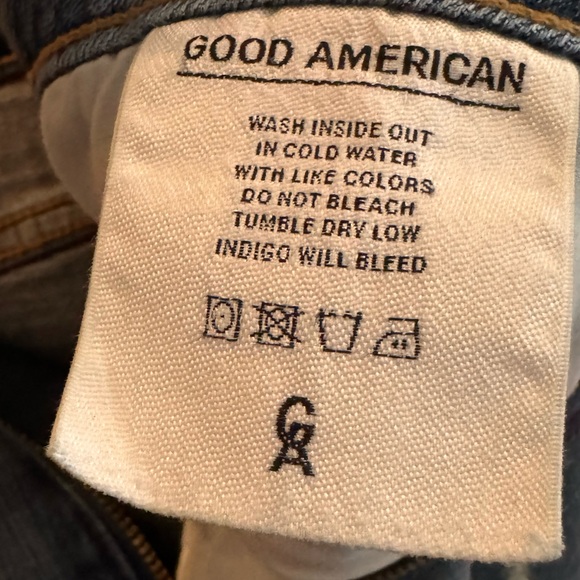 GOOD AMERICAN
WASH INSIDE OUT
IN COLD WATER
WITH LIKE COLORS
DO NOT BLEACH
TUMBLE DRY LOW
INDIGO WILL BLEED
GA